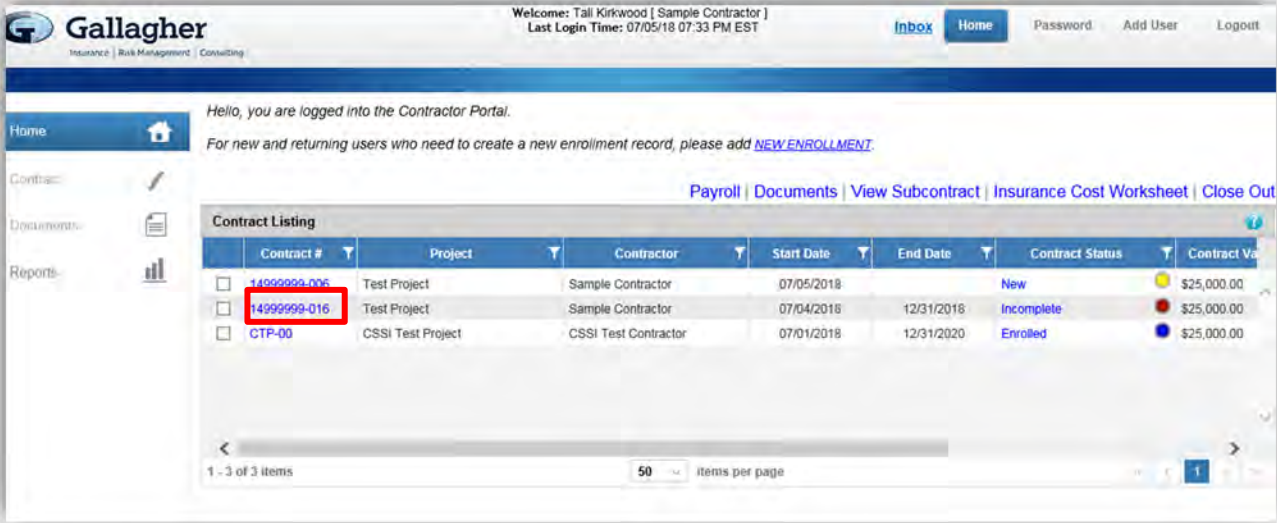 Gallagher
Insurance | Risk Management | Consulting
Welcome: Tali Kirkwood [ Sample Contractor ]
Last Login Time: 07/05/18 07:33 PM EST
Inbox Home Password Add User Logout
Home
Contract
Documents
Reports
Hello, you are logged into the Contractor Portal.
For new and returning users who need to create a new enrollment record, please add NEW ENROLLMENT.
Payroll | Documents | View Subcontract | Insurance Cost Worksheet | Close Out
Contract Listing ?
Contract # Project Contractor Start Date End Date Contract Status Contract Va
14999999-006 Test Project Sample Contractor 07/05/2018 New $25,000.00
14999999-016 Test Project Sample Contractor 07/04/2018 12/31/2018 Incomplete $25,000.00
CTP-00 CSSI Test Project CSSI Test Contractor 07/01/2018 12/31/2020 Enrolled $25,000.00
1 - 3 of 3 items 50 items per page 1